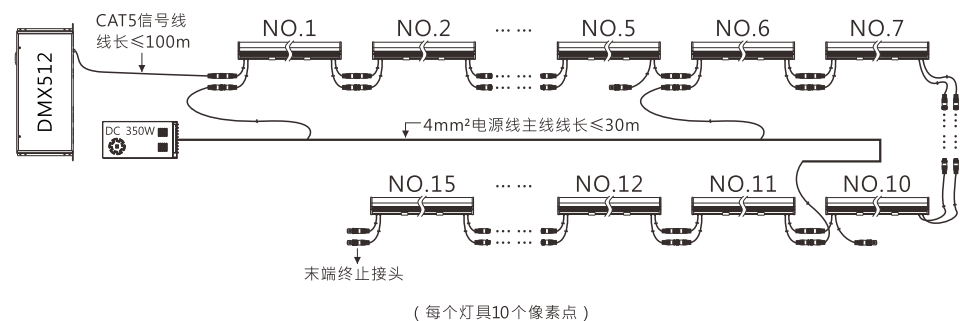 CAT5信号线
线长≤100m
NO.1
NO.2
NO.5
NO.6
NO.7
DMX512
DC 350W
4mm²电源线主线线长≤30m
NO.15
NO.12
NO.11
NO.10
末端终止接头
(每个灯具10个像素点)